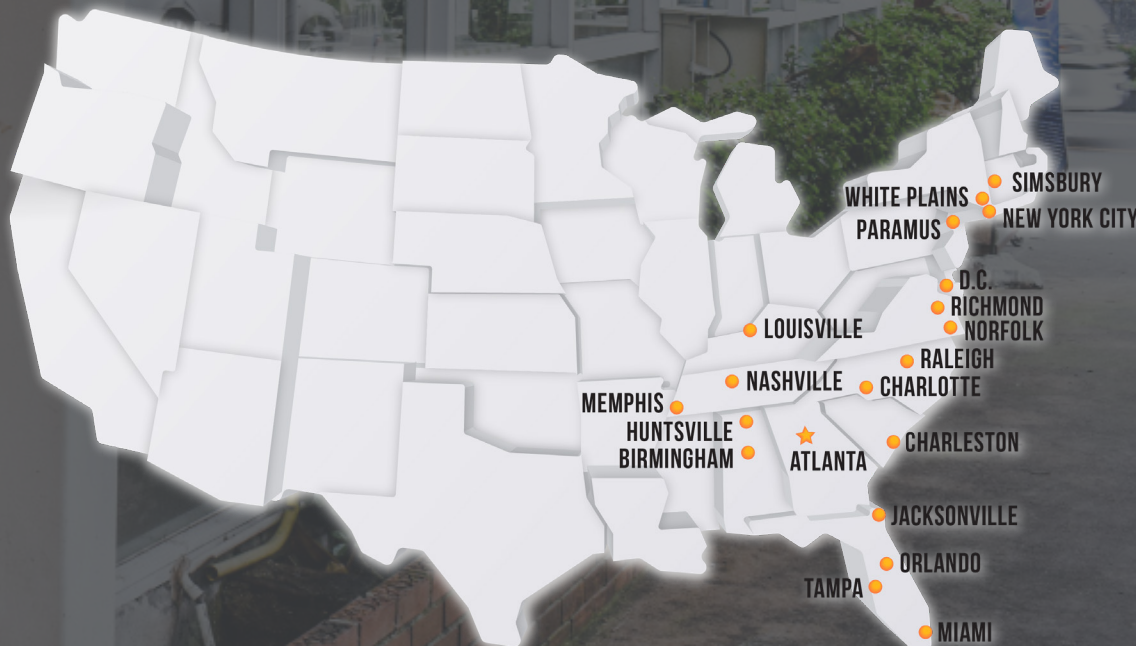 SIMSBURY
WHITE PLAINS
NEW YORK CITY
PARAMUS
D.C.
RICHMOND
NORFOLK
LOUISVILLE
RALEIGH
NASHVILLE
CHARLOTTE
MEMPHIS
HUNTSVILLE
CHARLESTON
BIRMINGHAM
ATLANTA
JACKSONVILLE
ORLANDO
TAMPA
MIAMI